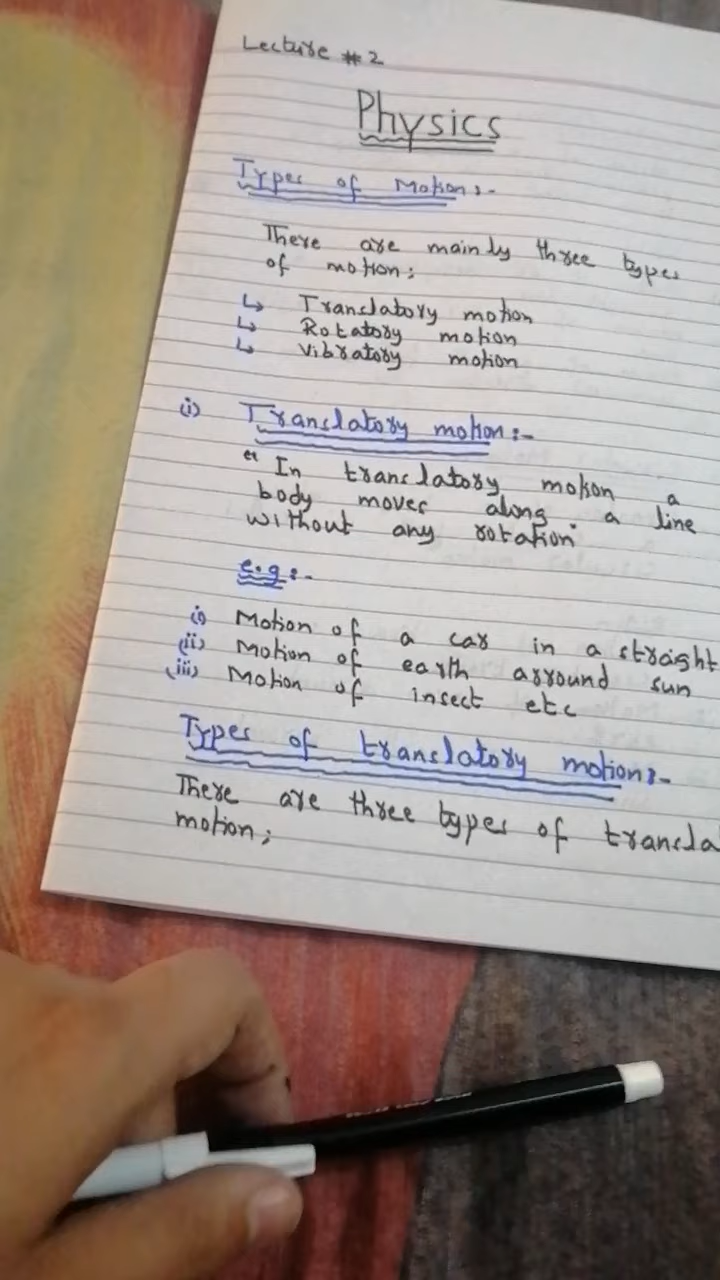 Lecture #2
Physics
Types of Motion:-
There are mainly three types
of motion;
↳ Translatory motion
↳ Rotatory motion
↳ Vibratory motion
(i) Translatory motion:-
"In translatory motion a
body moves along a line
without any rotation"
e.g:-
(i) Motion of a car in a straight
(ii) Motion of earth arround sun
(iii) Motion of insect etc
Types of translatory motion:-
There are three types of transla
motion;